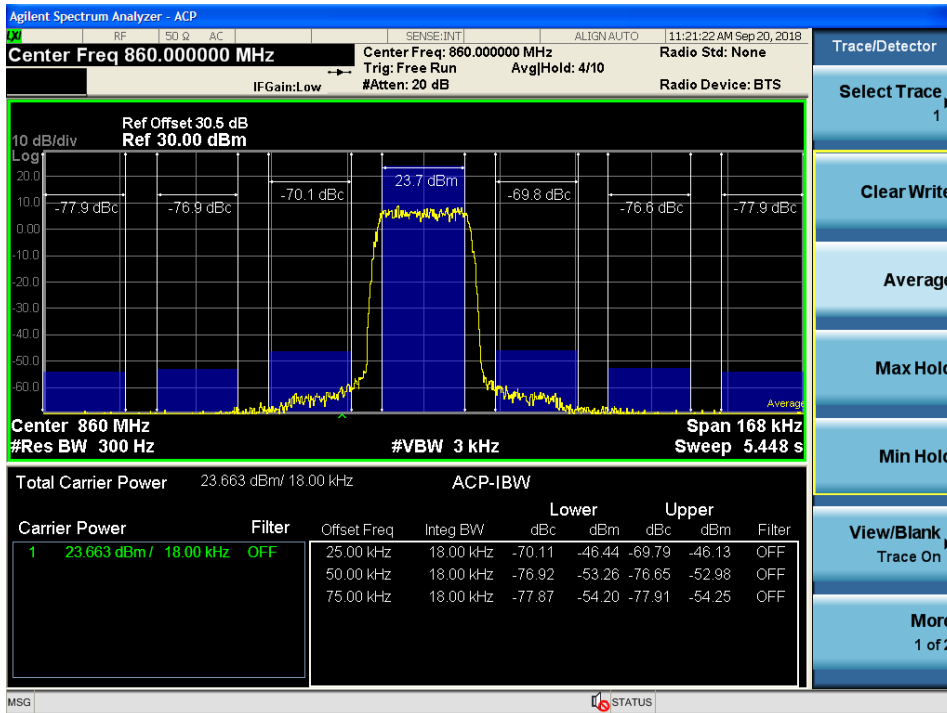 Agilent Spectrum Analyzer - ACP
LXI RF 50 Ω AC SENSE:INT ALIGN AUTO 11:21:22 AM Sep 20, 2018
Center Freq 860.000000 MHz
Center Freq: 860.000000 MHz Radio Std: None
Trig: Free Run Avg|Hold: 4/10
IFGain:Low #Atten: 20 dB Radio Device: BTS
Ref Offset 30.5 dB
10 dB/div Ref 30.00 dBm
Log
20.0
10.0
0.00
-10.0
-20.0
-30.0
-40.0
-50.0
-60.0
-77.9 dBc -76.9 dBc -70.1 dBc 23.7 dBm -69.8 dBc -76.6 dBc -77.9 dBc
Average
Center 860 MHz Span 168 kHz
#Res BW 300 Hz #VBW 3 kHz Sweep 5.448 s
Total Carrier Power 23.663 dBm/ 18.00 kHz ACP-IBW
Lower Upper
Carrier Power Filter Offset Freq Integ BW dBc dBm dBc dBm Filter
1 23.663 dBm / 18.00 kHz OFF 25.00 kHz 18.00 kHz -70.11 -46.44 -69.79 -46.13 OFF
50.00 kHz 18.00 kHz -76.92 -53.26 -76.65 -52.98 OFF
75.00 kHz 18.00 kHz -77.87 -54.20 -77.91 -54.25 OFF
MSG STATUS
Trace/Detector
Select Trace
1
Clear Write
Average
Max Hold
Min Hold
View/Blank
Trace On
More
1 of 2